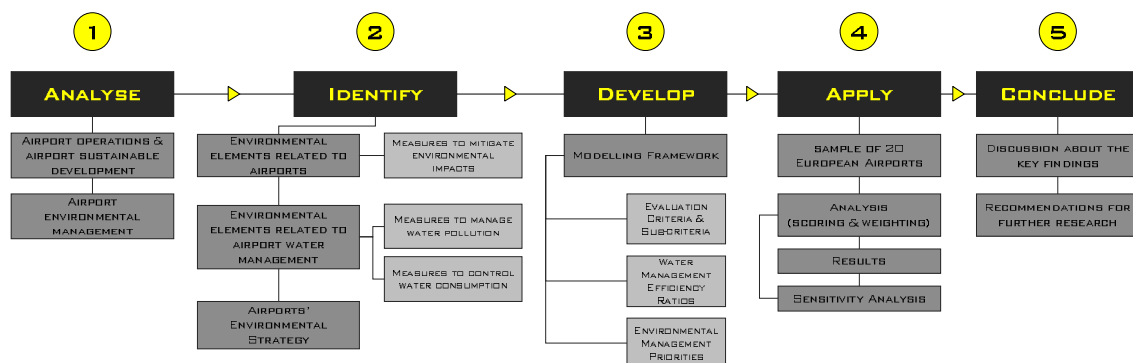 1
2
3
4
5
ANALYSE
IDENTIFY
DEVELOP
APPLY
CONCLUDE
AIRPORT OPERATIONS &
AIRPORT SUSTAINABLE
DEVELOPMENT
AIRPORT
ENVIRONMENTAL
MANAGEMENT
ENVIRONMENTAL
ELEMENTS RELATED TO
AIRPORTS
MEASURES TO MITIGATE
ENVIRONMENTAL
IMPACTS
ENVIRONMENTAL
ELEMENTS RELATED TO
AIRPORT WATER
MANAGEMENT
MEASURES TO MANAGE
WATER POLLUTION
MEASURES TO CONTROL
WATER CONSUMPTION
AIRPORTS'
ENVIRONMENTAL
STRATEGY
MODELLING FRAMEWORK
EVALUATION
CRITERIA &
SUB-CRITERIA
WATER
MANAGEMENT
EFFICIENCY
RATIOS
ENVIRONMENTAL
MANAGEMENT
PRIORITIES
SAMPLE OF 20
EUROPEAN AIRPORTS
ANALYSIS
(SCORING & WEIGHTING)
RESULTS
SENSITIVITY ANALYSIS
DISCUSSION ABOUT THE
KEY FINDINGS
RECOMMENDATIONS FOR
FURTHER RESEARCH